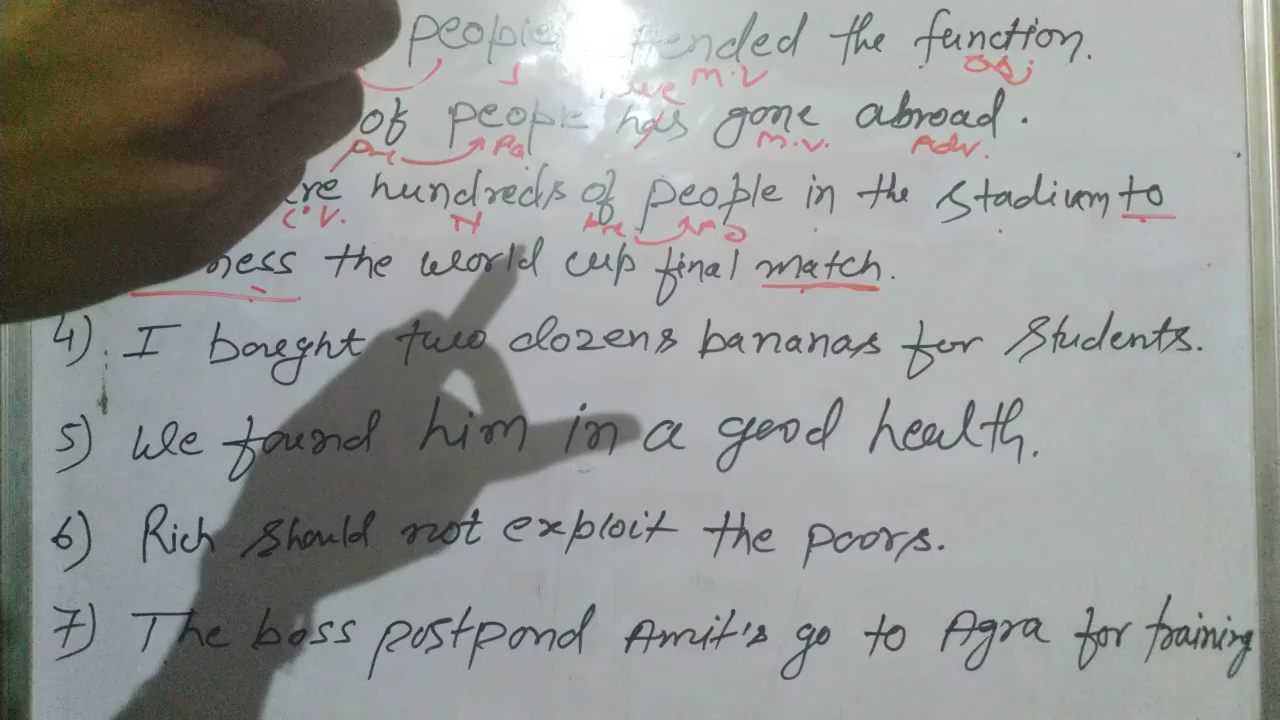 people the function.
s M.V Obj
of people has gone abroad.
Pre M.V. Adv.
hundreds of people in the stadium to
C.V. N Pre
the world cup final match.
4) I bought two dozens bananas for students.
5) We found him in a good health.
6) Rich should not exploit the poors.
7) The boss postpond Amit's go to Agra for training